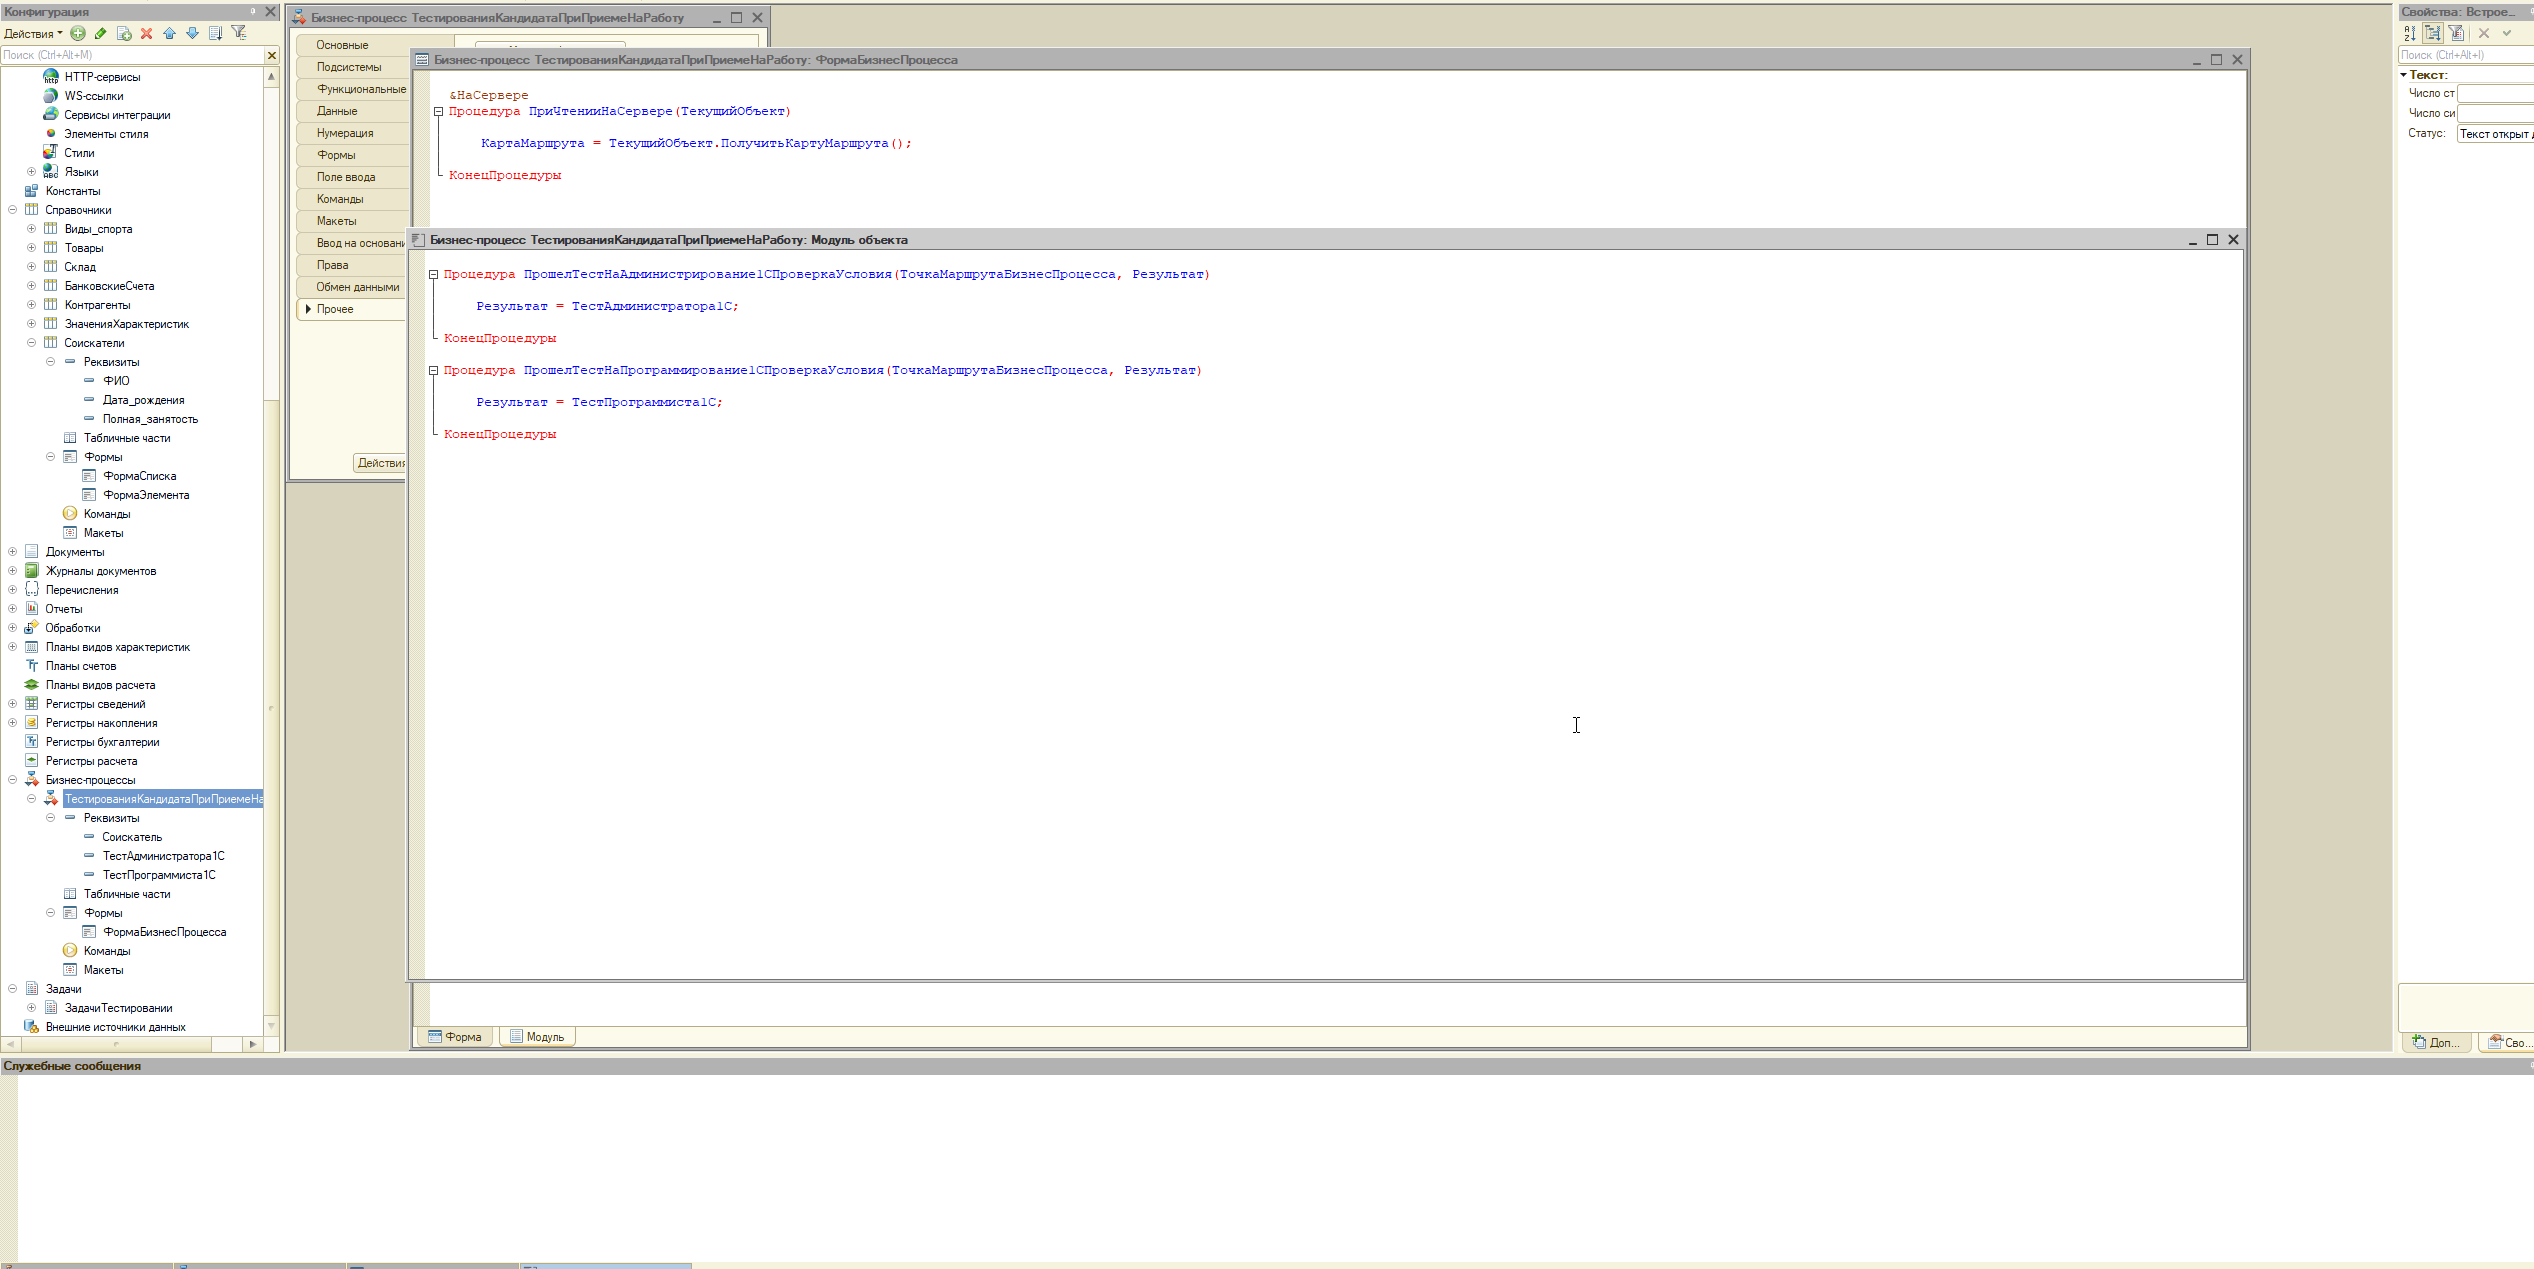 Конфигурация
Действия
Поиск (Ctrl+Alt+M)
HTTP-сервисы
WS-ссылки
Сервисы интеграции
Элементы стиля
Стили
Языки
Константы
Справочники
Виды_спорта
Товары
Склад
БанковскиеСчета
Контрагенты
ЗначенияХарактеристик
Соискатели
Реквизиты
ФИО
Дата_рождения
Полная_занятость
Табличные части
Формы
ФормаСписка
ФормаЭлемента
Команды
Макеты
Документы
Журналы документов
Перечисления
Отчеты
Обработки
Планы видов характеристик
Планы счетов
Планы видов расчета
Регистры сведений
Регистры накопления
Регистры бухгалтерии
Регистры расчета
Бизнес-процессы
ТестированияКандидатаПриПриемеНа
Реквизиты
Соискатель
ТестАдминистратора1С
ТестПрограммиста1С
Табличные части
Формы
ФормаБизнесПроцесса
Команды
Макеты
Задачи
ЗадачиТестировании
Внешние источники данных
Бизнес-процесс ТестированияКандидатаПриПриемеНаРаботу
Основные
Подсистемы
Функциональные
Данные
Нумерация
Формы
Поле ввода
Команды
Макеты
Ввод на основани
Права
Обмен данными
Прочее
Действия
Бизнес-процесс ТестированияКандидатаПриПриемеНаРаботу: ФормаБизнесПроцесса
&НаСервере
Процедура ПриЧтенииНаСервере(ТекущийОбъект)
КартаМаршрута = ТекущийОбъект.ПолучитьКартуМаршрута();
КонецПроцедуры
Бизнес-процесс ТестированияКандидатаПриПриемеНаРаботу: Модуль объекта
Процедура ПрошелТестНаАдминистрирование1СПроверкаУсловия(ТочкаМаршрутаБизнесПроцесса, Результат)
Результат = ТестАдминистратора1С;
КонецПроцедуры
Процедура ПрошелТестНаПрограммирование1СПроверкаУсловия(ТочкаМаршрутаБизнесПроцесса, Результат)
Результат = ТестПрограммиста1С;
КонецПроцедуры
Форма
Модуль
Свойства: Встрое...
Поиск (Ctrl+Alt+I)
Текст:
Число ст
Число си
Статус: Текст открыт д
Доп...
Сво...
Служебные сообщения